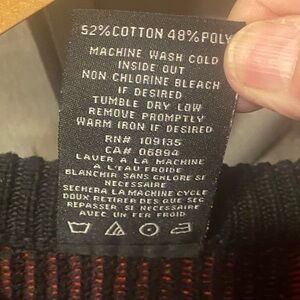 52% COTTON 48% POLY
MACHINE WASH COLD
INSIDE OUT
NON CHLORINE BLEACH
IF DESIRED
TUMBLE DRY LOW
REMOVE PROMPTLY
WARM IRON IF DESIRED
RN# 109135
CA# 06894
LAVER A LA MACHINE
A L'EAU FROIDE
BLANCHIR SANS CHLORE SI
NECESSAIRE
SECHERA LA MACHINE CYCLE
DOUX RETIRER DES QUE SEC
REPASSER SI NECESSAIRE AVEC
UN FER FROID